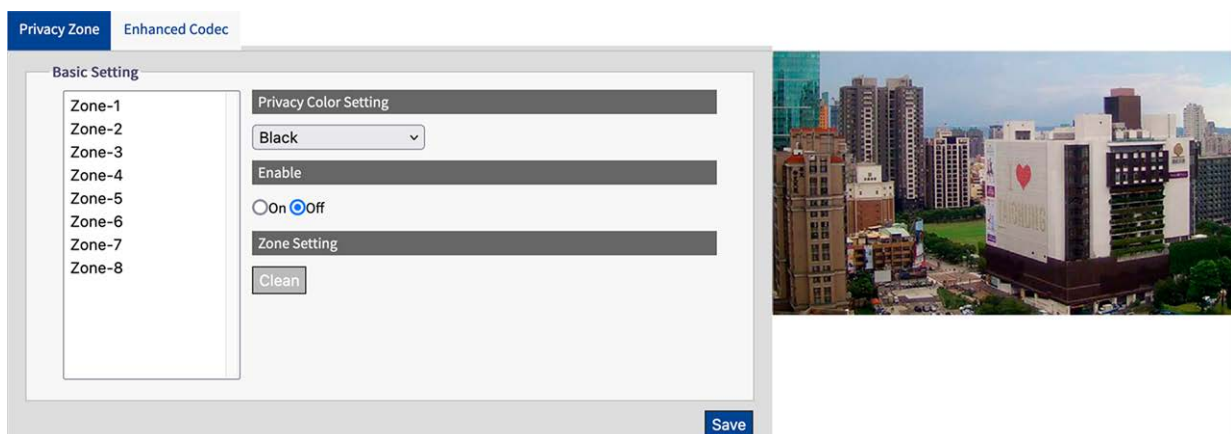 Privacy Zone
Enhanced Codec
Basic Setting
Zone-1
Zone-2
Zone-3
Zone-4
Zone-5
Zone-6
Zone-7
Zone-8
Privacy Color Setting
Black
Enable
On Off
Zone Setting
Clean
Save
I
TAICHUNG